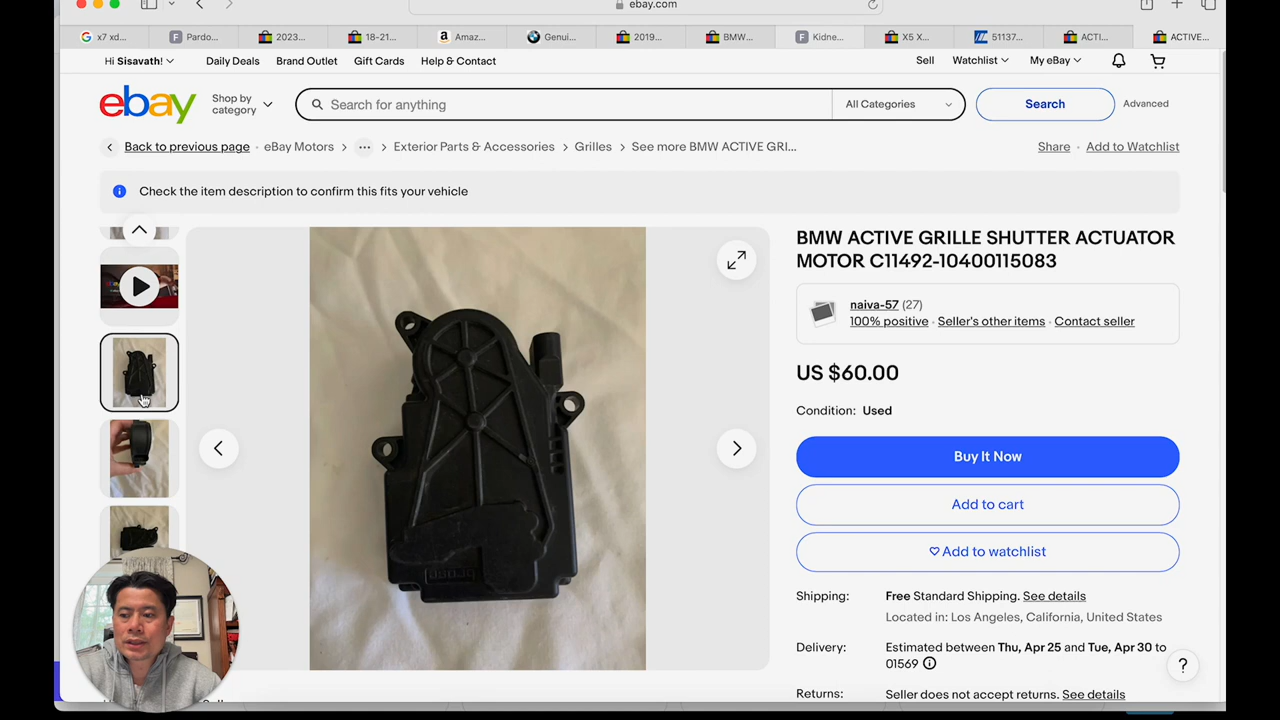 ebay.com
x7 xd...
Pardo...
2023...
18-21...
Amaz...
Genui...
2019...
BMW...
Kidne...
X5 X...
51137...
ACTI...
ACTIVE...
Hi Sisavath!
Daily Deals
Brand Outlet
Gift Cards
Help & Contact
Sell
Watchlist
My eBay
ebay
Shop by
category
Search for anything
All Categories
Search
Advanced
Back to previous page
eBay Motors
Exterior Parts & Accessories
Grilles
See more BMW ACTIVE GRI...
Share
Add to Watchlist
Check the item description to confirm this fits your vehicle
BMW ACTIVE GRILLE SHUTTER ACTUATOR
MOTOR C11492-10400115083
naiva-57 (27)
100% positive · Seller's other items · Contact seller
US $60.00
Condition: Used
Buy It Now
Add to cart
Add to watchlist
Shipping: Free Standard Shipping. See details
Located in: Los Angeles, California, United States
Delivery: Estimated between Thu, Apr 25 and Tue, Apr 30 to
01569
Returns: Seller does not accept returns. See details